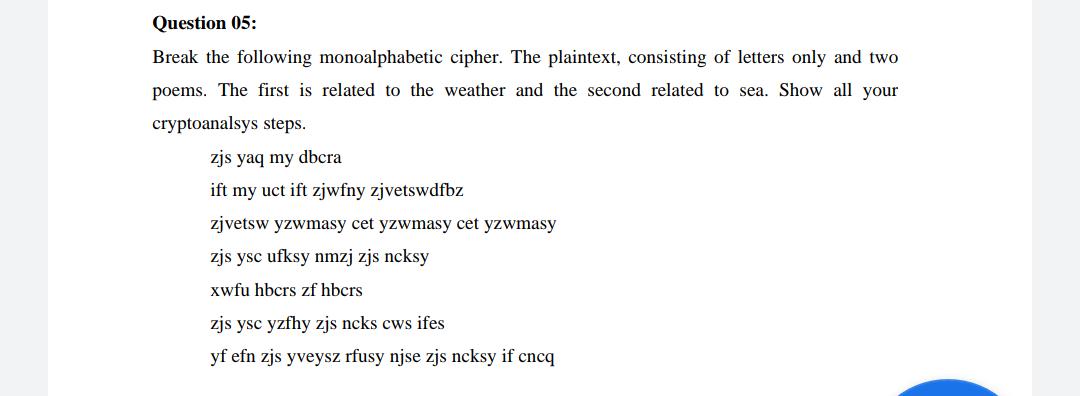 Question 05:
Break the following monoalphabetic cipher. The plaintext, consisting of letters only and two
poems. The first is related to the weather and the second related to sea. Show all your
cryptoanalsys steps.
zjs yaq my dbcra
ift my uct ift zjwfny zjvetswdfbz
zjvetsw yzwmasy cet yzwmasy cet yzwmasy
zjs ysc ufksy nmzj zjs ncksy
xwfu hbcrs zf hbcrs
zjs ysc yzfhy zjs ncks cws ifes
yf efn zjs yveysz rfusy njse zjs ncksy if cncq